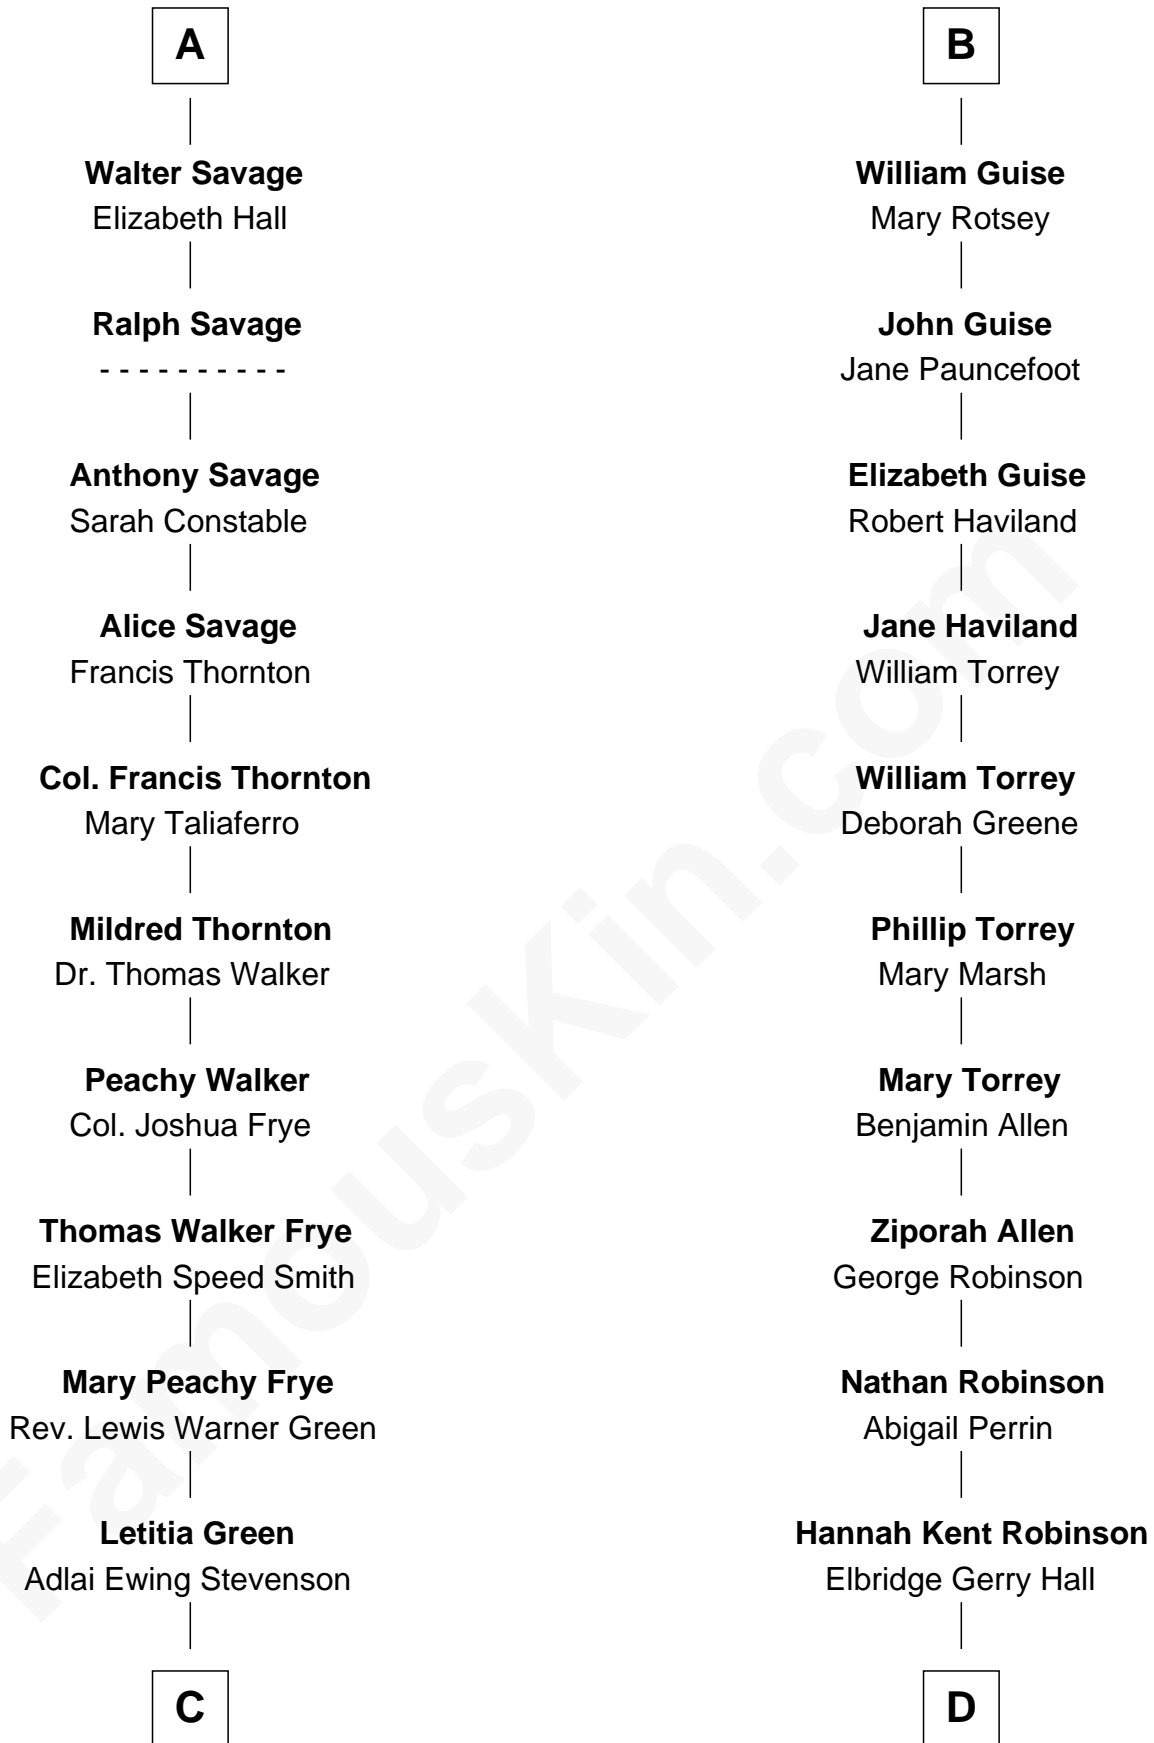 A
Walter Savage
Elizabeth Hall
Ralph Savage
- - - - - - - - - -
Anthony Savage
Sarah Constable
Alice Savage
Francis Thornton
Col. Francis Thornton
Mary Taliaferro
Mildred Thornton
Dr. Thomas Walker
Peachy Walker
Col. Joshua Frye
Thomas Walker Frye
Elizabeth Speed Smith
Mary Peachy Frye
Rev. Lewis Warner Green
Letitia Green
Adlai Ewing Stevenson
C
B
William Guise
Mary Rotsey
John Guise
Jane Pauncefoot
Elizabeth Guise
Robert Haviland
Jane Haviland
William Torrey
William Torrey
Deborah Greene
Phillip Torrey
Mary Marsh
Mary Torrey
Benjamin Allen
Ziporah Allen
George Robinson
Nathan Robinson
Abigail Perrin
Hannah Kent Robinson
Elbridge Gerry Hall
D
FamousKin.com